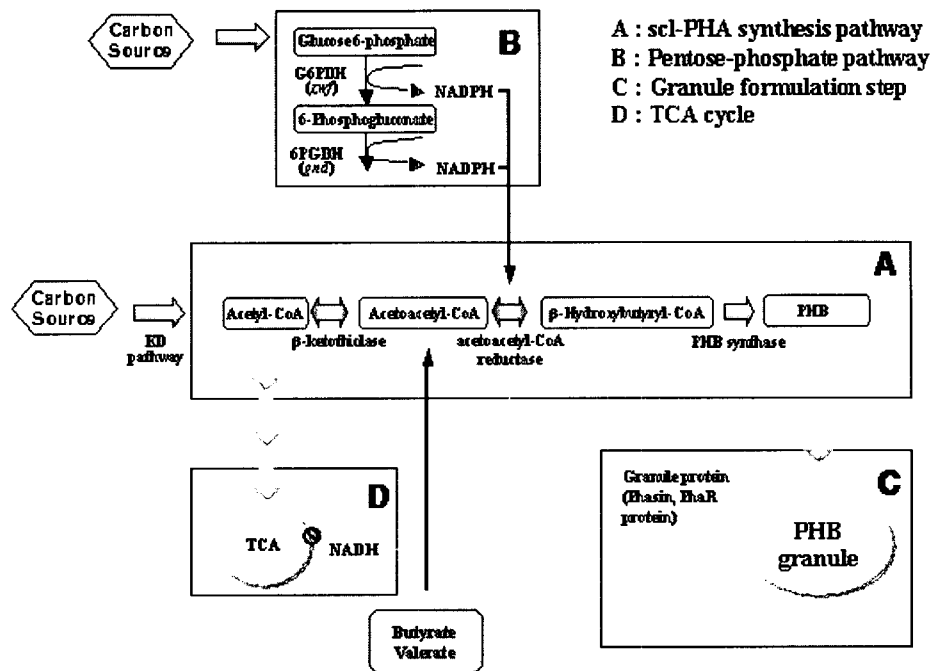 Carbon
Source
Glucose 6-phosphate
B
G6PDH
(zwf)
NADPH
6-Phosphogluconate
6PGDH
(gnd)
NADPH
A : scl-PHA synthesis pathway
B : Pentose-phosphate pathway
C : Granule formulation step
D : TCA cycle
A
Carbon
Source
ED
pathway
Acetyl-CoA
Acetoacetyl-CoA
β-Hydroxybutyryl-CoA
PHB
β-ketothiolase
acetoacetyl-CoA
reductase
PHB synthase
D
TCA
NADH
Granule protein
(Phasin, PhaR
protein)
C
PHB
granule
Butyrate
Valerate